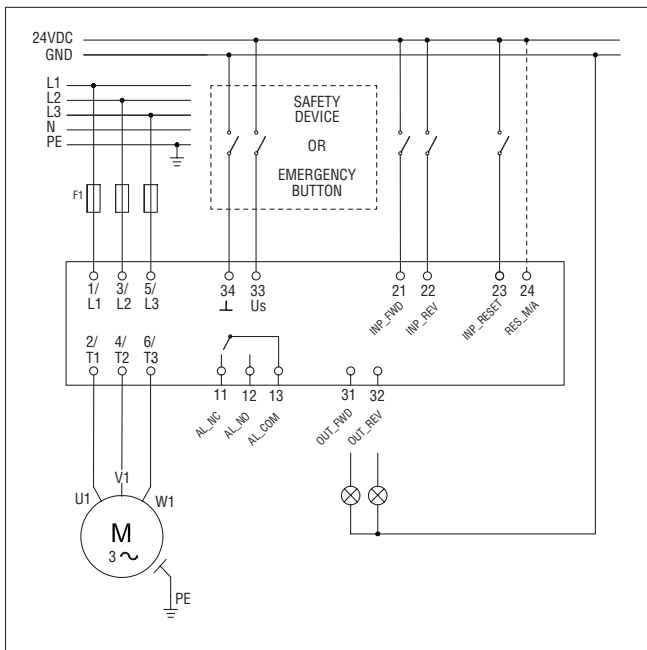 24VDC
GND
L1
L2
L3
N
PE
SAFETY
DEVICE
OR
EMERGENCY
BUTTON
F1
1/
L1
3/
L2
5/
L3
34
⊥
33
Us
21
INP_FWD
22
INP_REV
23
INP_RESET
24
RES_M/A
2/
T1
4/
T2
6/
T3
11
AL_NC
12
AL_NO
13
AL_COM
31
OUT_FWD
32
OUT_REV
U1
V1
W1
M
3 ~
PE